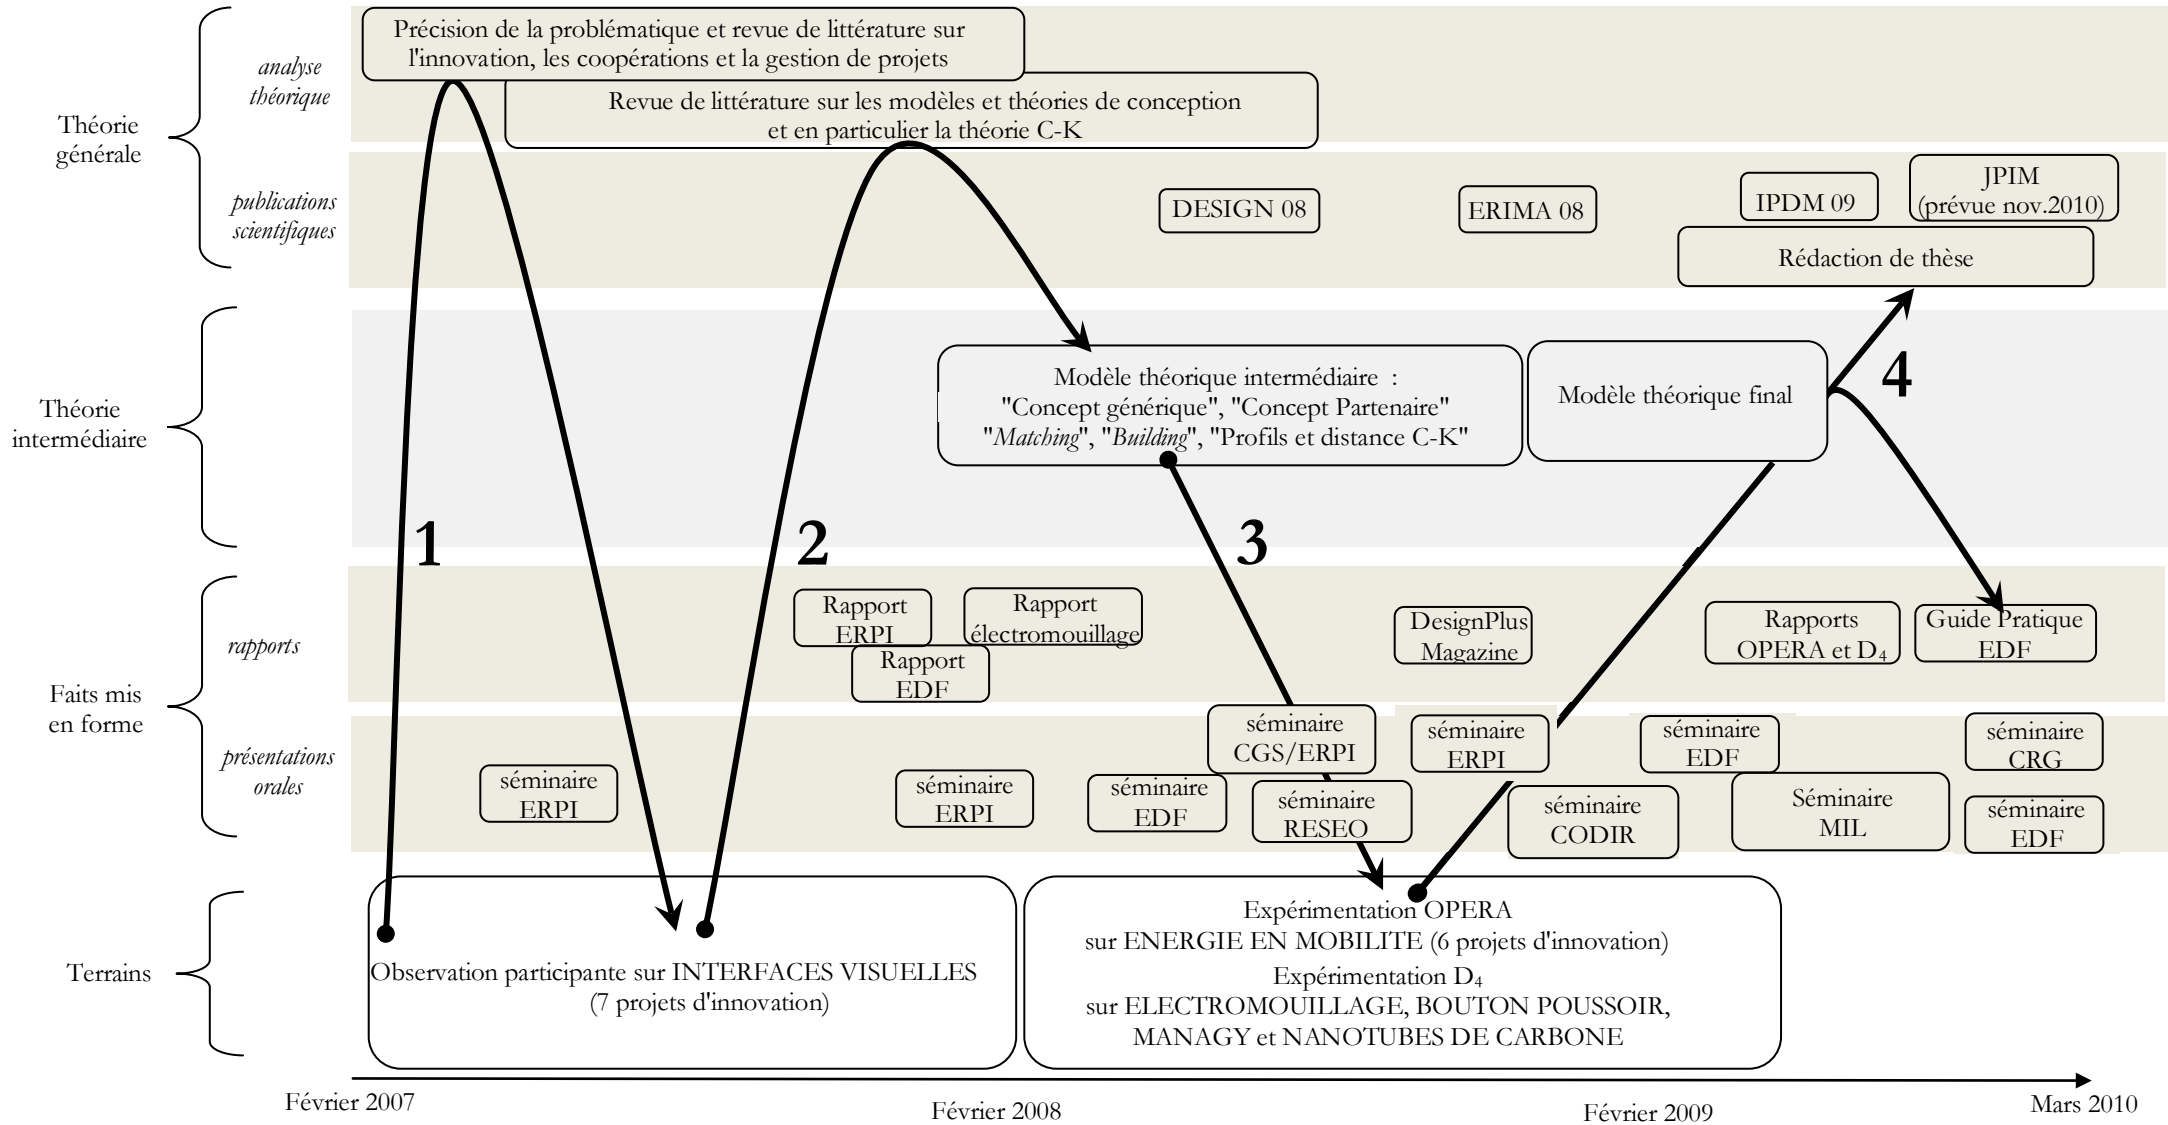 Précision de la problématique et revue de littérature sur
l'innovation, les coopérations et la gestion de projets
analyse
théorique
Revue de littérature sur les modèles et théories de conception
et en particulier la théorie C-K
Théorie
générale
publications
scientifiques
DESIGN 08
ERIMA 08
IPDM 09
JPIM
(prévue nov.2010)
Rédaction de thèse
Théorie
intermédiaire
Modèle théorique intermédiaire :
"Concept générique", "Concept Partenaire"
"Matching", "Building", "Profils et distance C-K"
Modèle théorique final
4
1
2
3
Faits mis
en forme
rapports
Rapport
ERPI
Rapport
électromouillage
Rapport
EDF
DesignPlus
Magazine
Rapports
OPERA et D4
Guide Pratique
EDF
présentations
orales
séminaire
ERPI
séminaire
ERPI
séminaire
EDF
séminaire
CGS/ERPI
séminaire
RESEO
séminaire
ERPI
séminaire
CODIR
séminaire
EDF
Séminaire
MIL
séminaire
CRG
séminaire
EDF
Terrains
Observation participante sur INTERFACES VISUELLES
(7 projets d'innovation)
Expérimentation OPERA
sur ENERGIE EN MOBILITE (6 projets d'innovation)
Expérimentation D4
sur ELECTROMOUILLAGE, BOUTON POUSSOIR,
MANAGY et NANOTUBES DE CARBONE
Février 2007
Février 2008
Février 2009
Mars 2010